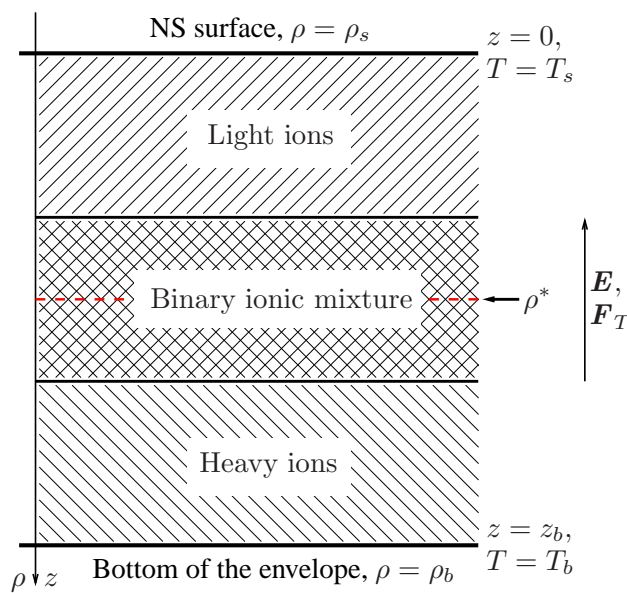 NS surface, ρ = ρ_s
z = 0,
T = T_s
Light ions
Binary ionic mixture
ρ*
E,
F_T
Heavy ions
z = z_b,
T = T_b
ρ z
Bottom of the envelope, ρ = ρ_b